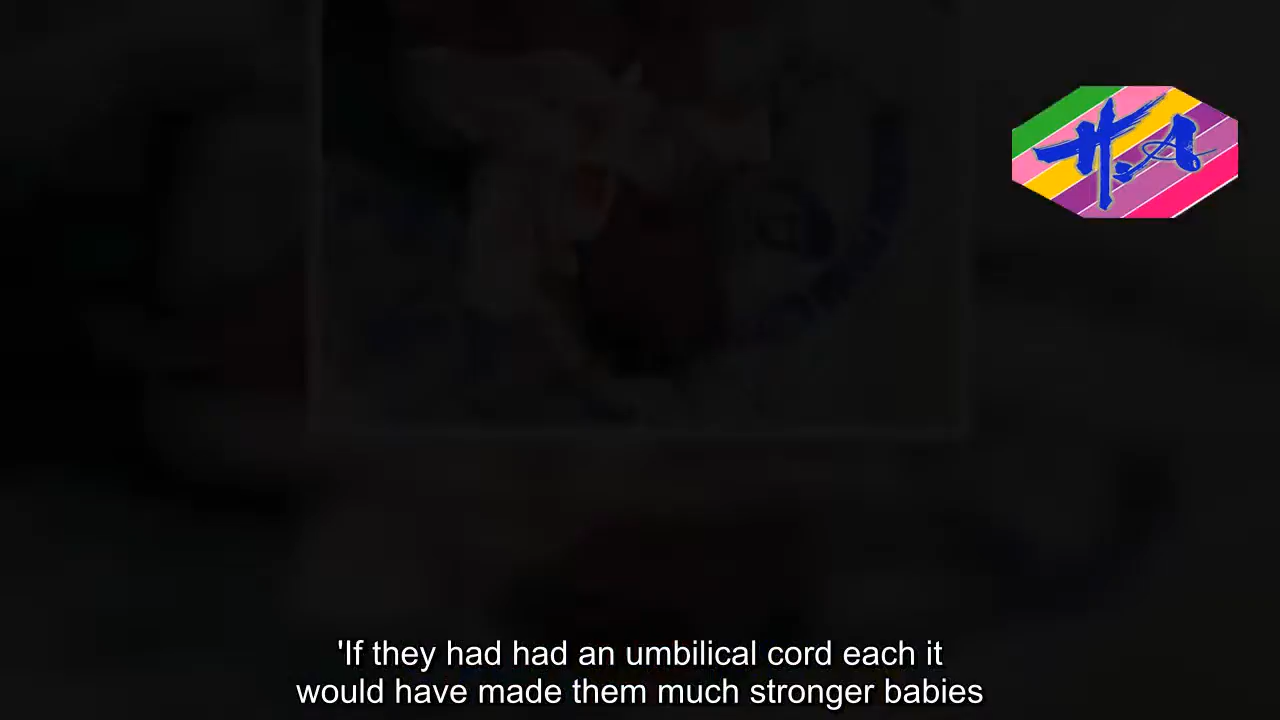 H.A
'If they had had an umbilical cord each it
would have made them much stronger babies